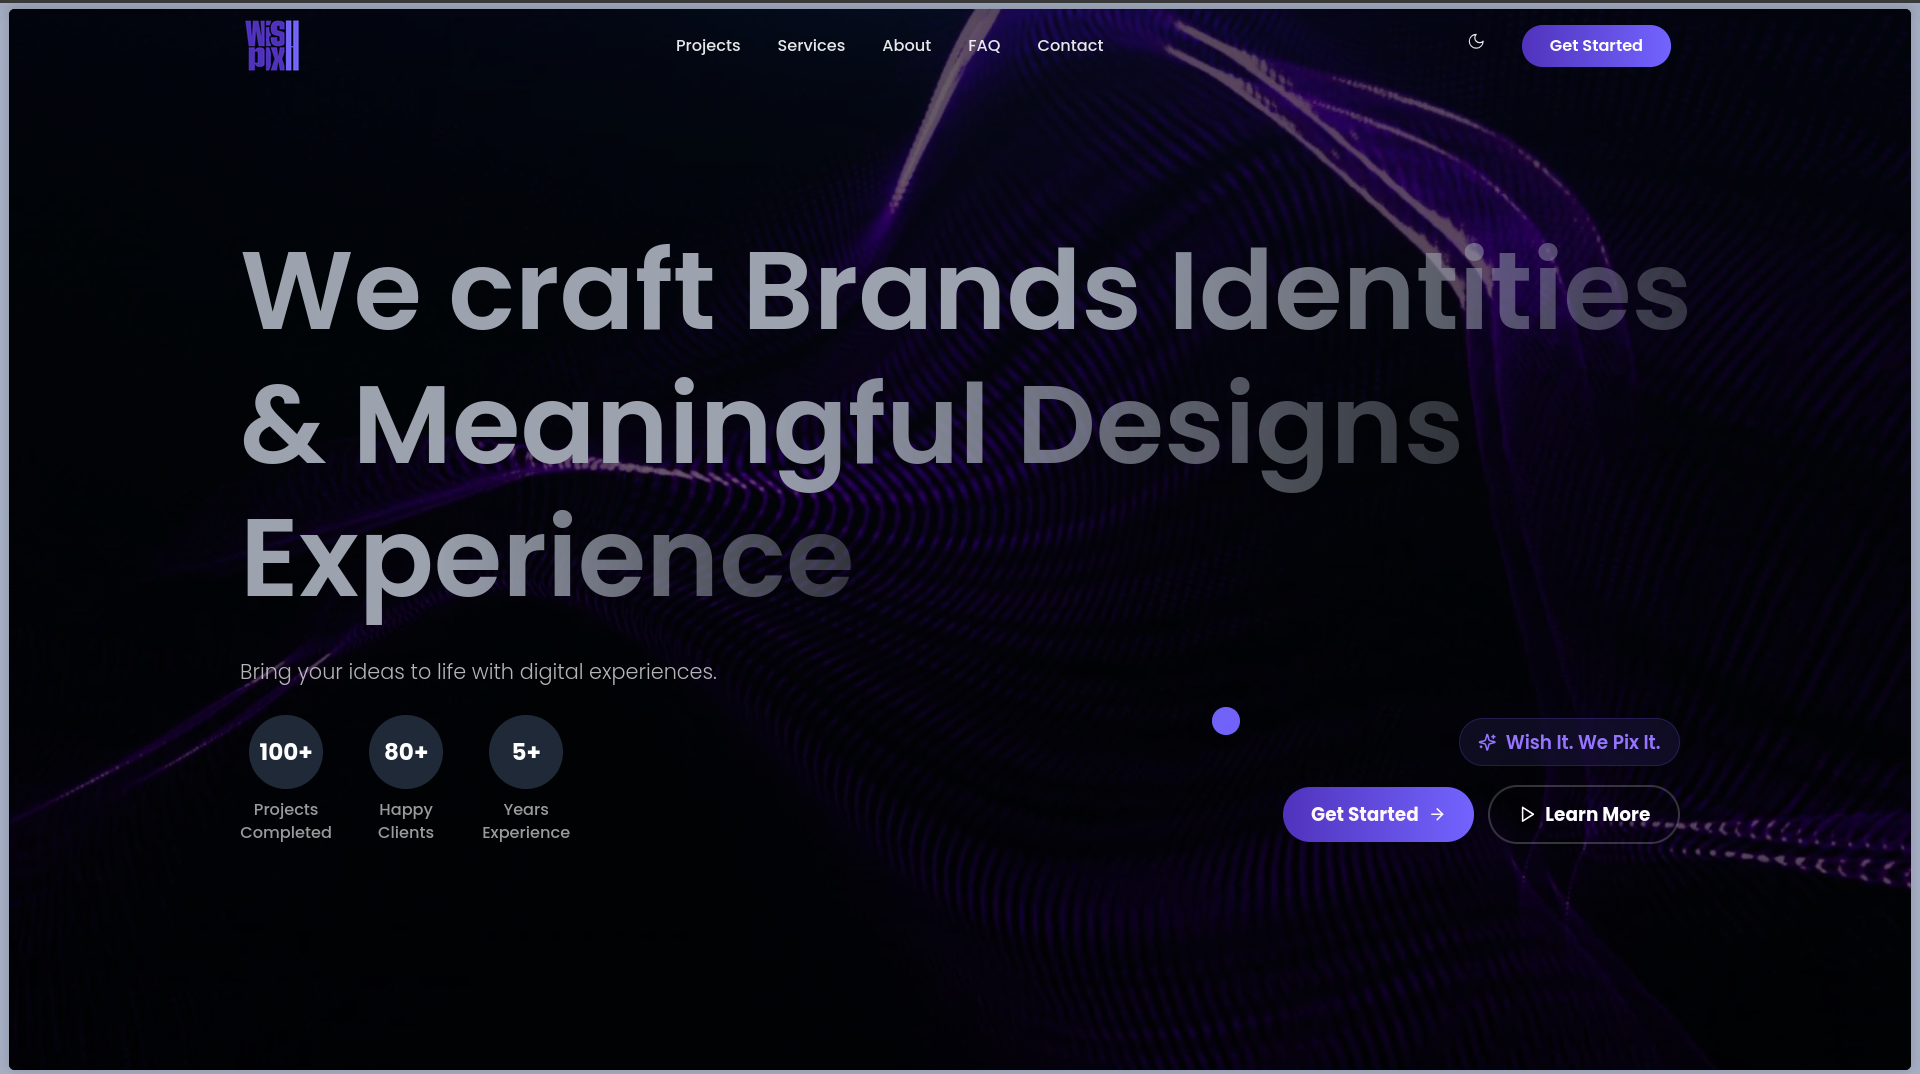 WiSH
piX
Projects
Services
About
FAQ
Contact
Get Started
We craft Brands Identities
& Meaningful Designs
Experience
Bring your ideas to life with digital experiences.
100+
80+
5+
Projects
Completed
Happy
Clients
Years
Experience
Wish It. We Pix It.
Get Started
Learn More